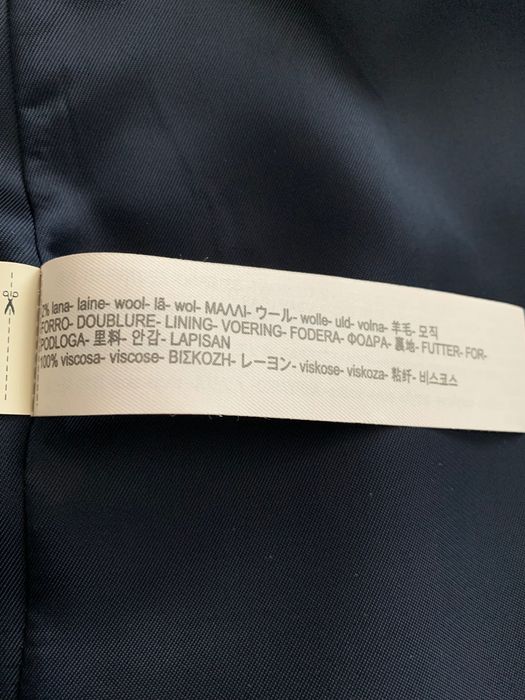 2% lana- laine- wool- lã- wol- ΜΑΛΛΙ- ウール- wolle- uld- volna- 羊毛- 모직
FORRO- DOUBLURE- LINING- VOERING- FODERA- ΦΟΔΡΑ- 裏地- FUTTER- FOR-
PODLOGA- 里料- 안감- LAPISAN
100% viscosa- viscose- ΒΙΣΚΟΖΗ- レーヨン- viskose- viskoza- 粘纤- 비스코스